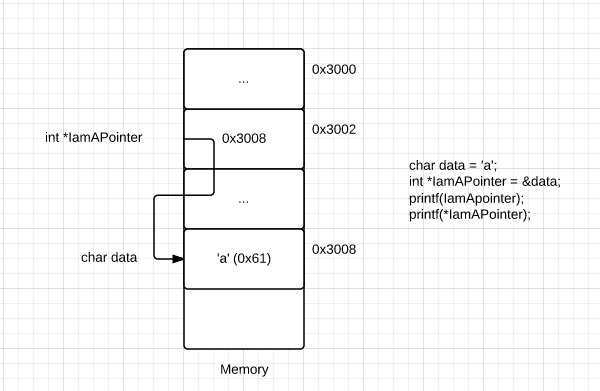 ...
0x3000
int *IamAPointer
0x3008
0x3002
...
char data
'a' (0x61)
0x3008
Memory
char data = 'a';
int *IamAPointer = &data;
printf(IamApointer);
printf(*IamAPointer);